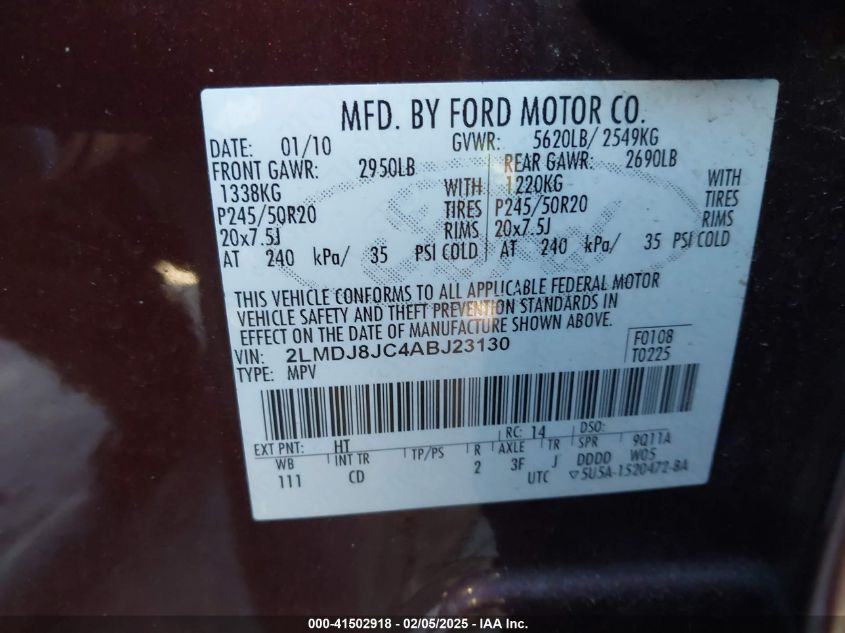 MFD. BY FORD MOTOR CO.
DATE: 01/10 GVWR: 5620LB/ 2549KG
FRONT GAWR: 2950LB REAR GAWR: 2690LB
1338KG WITH 1220KG WITH
P245/50R20 TIRES P245/50R20 TIRES
20x7.5J RIMS 20x7.5J RIMS
AT 240 kPa/ 35 PSI COLD AT 240 kPa/ 35 PSI COLD
THIS VEHICLE CONFORMS TO ALL APPLICABLE FEDERAL MOTOR
VEHICLE SAFETY AND THEFT PREVENTION STANDARDS IN
EFFECT ON THE DATE OF MANUFACTURE SHOWN ABOVE.
VIN: 2LMDJ8JC4ABJ23130 F0108
TYPE: MPV T0225
EXT PNT: HT RC: 14 DSO:
WB INT TR TP/PS R AXLE TR SPR 9Q11A
111 CD 2 3F J DDDD W05
UTC ▽5U5A-1520472-BA
000-41502918 - 02/05/2025 - IAA Inc.